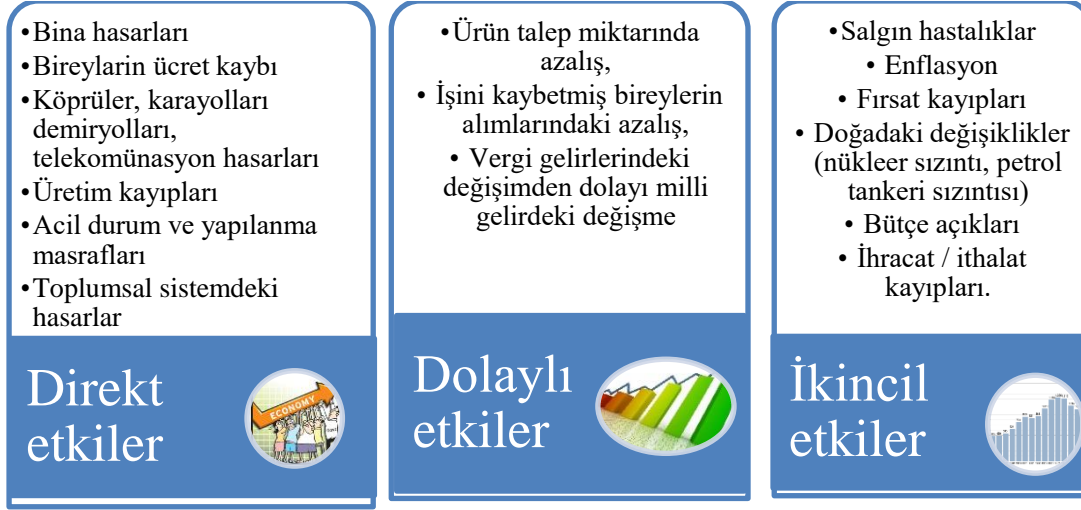 •Bina hasarları
•Bireylarin ücret kaybı
•Köprüler, karayolları
demiryolları,
telekomünasyon hasarları
•Üretim kayıpları
•Acil durum ve yapılanma
masrafları
•Toplumsal sistemdeki
hasarlar
Direkt
etkiler
ECONOMY
•Ürün talep miktarında
azalış,
• İşini kaybetmiş bireylerin
alımlarındaki azalış,
• Vergi gelirlerindeki
değişimden dolayı milli
gelirdeki değişme
Dolaylı
etkiler
•Salgın hastalıklar
• Enflasyon
• Fırsat kayıpları
• Doğadaki değişiklikler
(nükleer sızıntı, petrol
tankeri sızıntısı)
• Bütçe açıkları
• İhracat / ithalat
kayıpları.
İkincil
etkiler